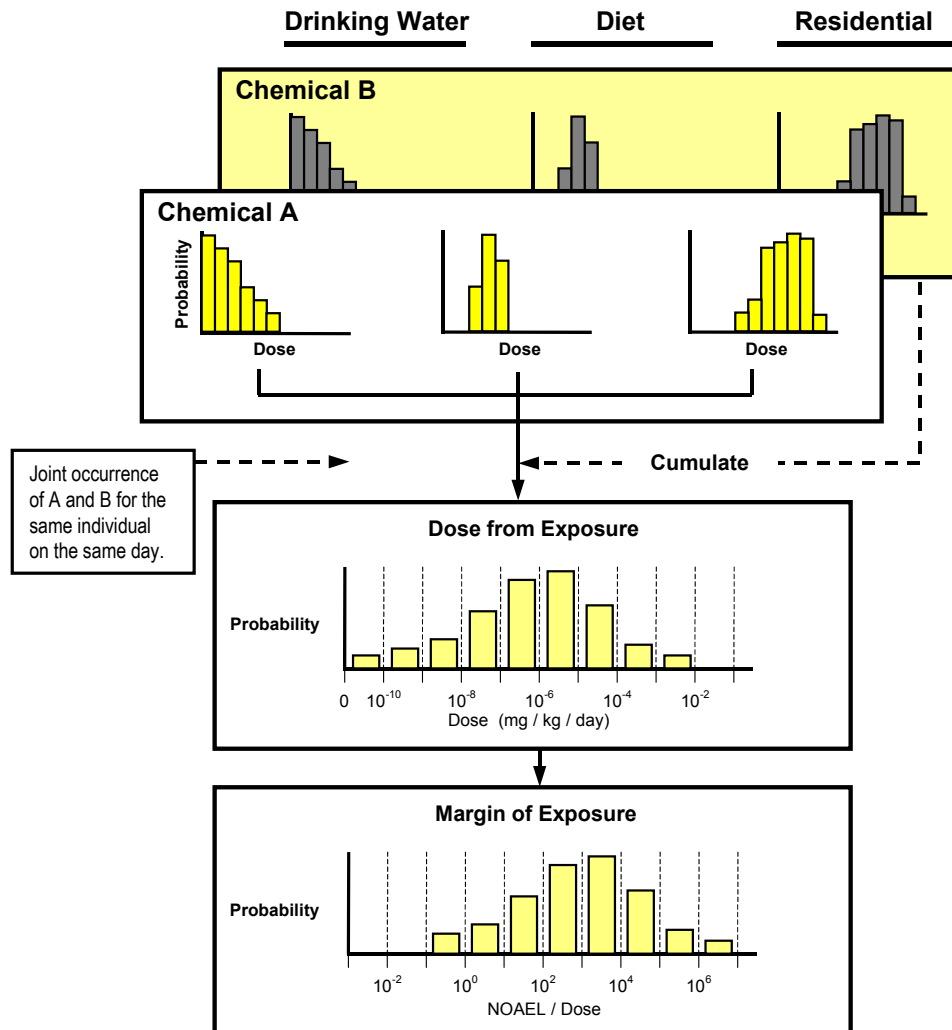 Drinking Water Diet Residential
Chemical B
Chemical A
Probability
Dose Dose Dose
Joint occurrence
of A and B for the
same individual
on the same day.
Cumulate
Dose from Exposure
Probability
0 10⁻¹⁰ 10⁻⁸ 10⁻⁶ 10⁻⁴ 10⁻²
Dose (mg / kg / day)
Margin of Exposure
Probability
10⁻² 10⁰ 10² 10⁴ 10⁶
NOAEL / Dose